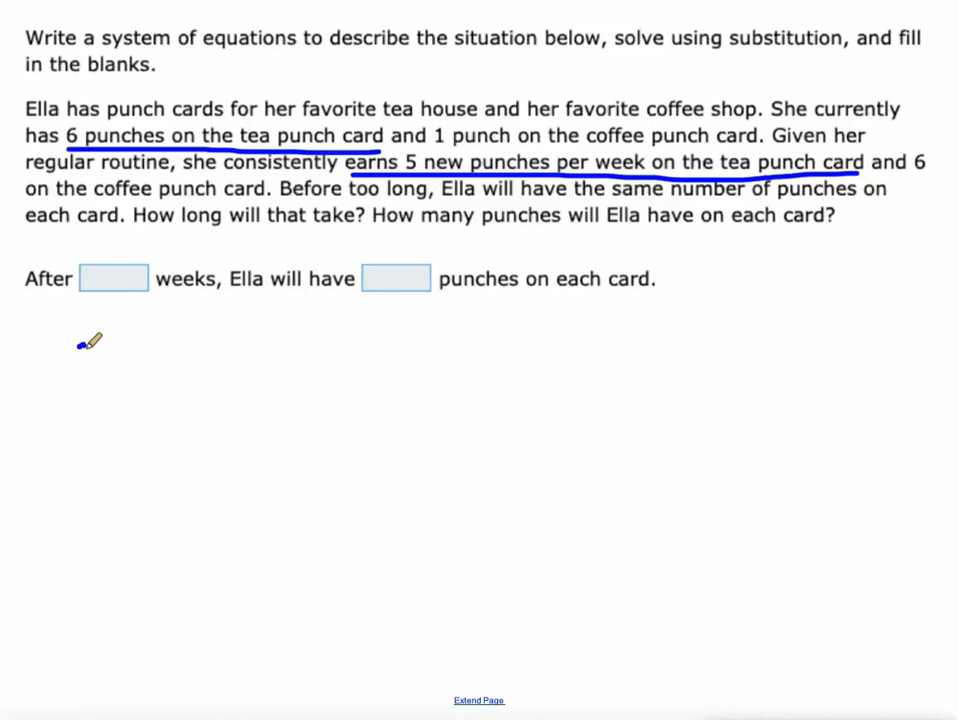 Write a system of equations to describe the situation below, solve using substitution, and fill
in the blanks.
Ella has punch cards for her favorite tea house and her favorite coffee shop. She currently
has 6 punches on the tea punch card and 1 punch on the coffee punch card. Given her
regular routine, she consistently earns 5 new punches per week on the tea punch card and 6
on the coffee punch card. Before too long, Ella will have the same number of punches on
each card. How long will that take? How many punches will Ella have on each card?
After weeks, Ella will have punches on each card.
Extend Page